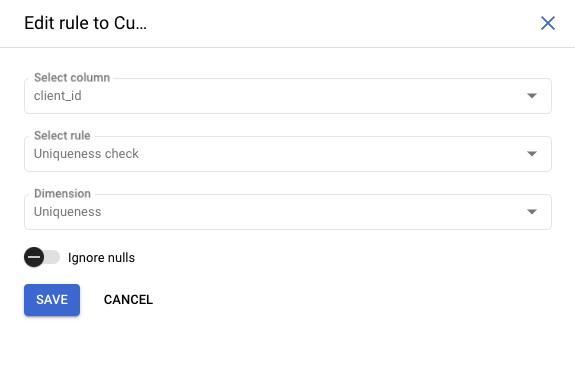 Edit rule to Cu...
Select column
client_id
Select rule
Uniqueness check
Dimension
Uniqueness
Ignore nulls
SAVE CANCEL